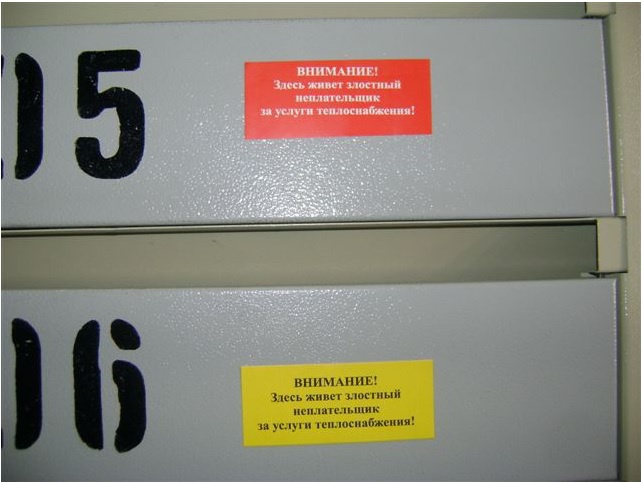 05
ВНИМАНИЕ!
Здесь живет злостный
неплательщик
за услуги теплоснабжения!
06
ВНИМАНИЕ!
Здесь живет злостный
неплательщик
за услуги теплоснабжения!